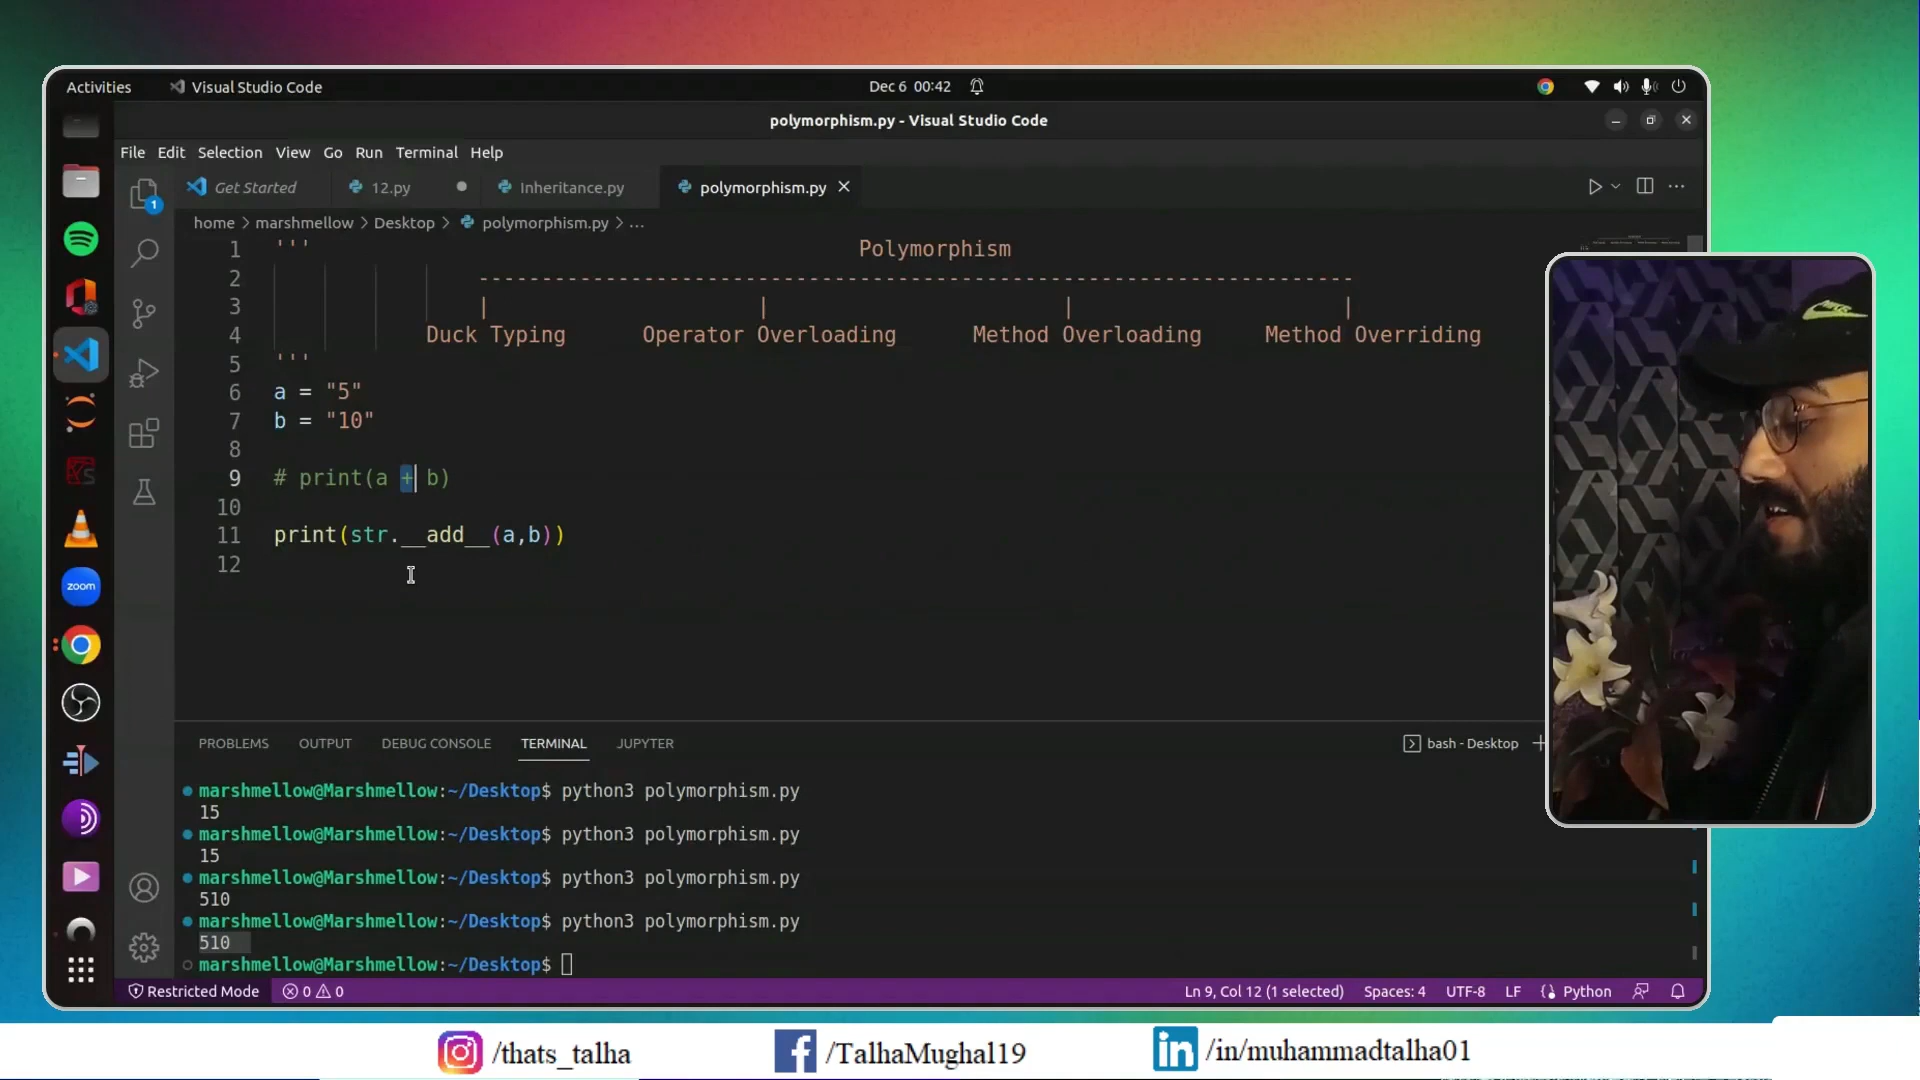 Activities Visual Studio Code Dec 6 00:42
polymorphism.py - Visual Studio Code
File Edit Selection View Go Run Terminal Help
Get Started 12.py Inheritance.py polymorphism.py
home > marshmellow > Desktop > polymorphism.py > ...
1 ''' Polymorphism
2 --------------------------------------------------------------------
3 | | | |
4 Duck Typing Operator Overloading Method Overloading Method Overriding
5 '''
6 a = "5"
7 b = "10"
8
9 # print(a + b)
10
11 print(str.__add__(a,b))
12
PROBLEMS OUTPUT DEBUG CONSOLE TERMINAL JUPYTER bash - Desktop
marshmellow@Marshmellow:~/Desktop$ python3 polymorphism.py
15
marshmellow@Marshmellow:~/Desktop$ python3 polymorphism.py
15
marshmellow@Marshmellow:~/Desktop$ python3 polymorphism.py
510
marshmellow@Marshmellow:~/Desktop$ python3 polymorphism.py
510
marshmellow@Marshmellow:~/Desktop$
Restricted Mode 0 0 Ln 9, Col 12 (1 selected) Spaces: 4 UTF-8 LF Python
zoom
1
/thats_talha /TalhaMughal19 in /in/muhammadtalha01